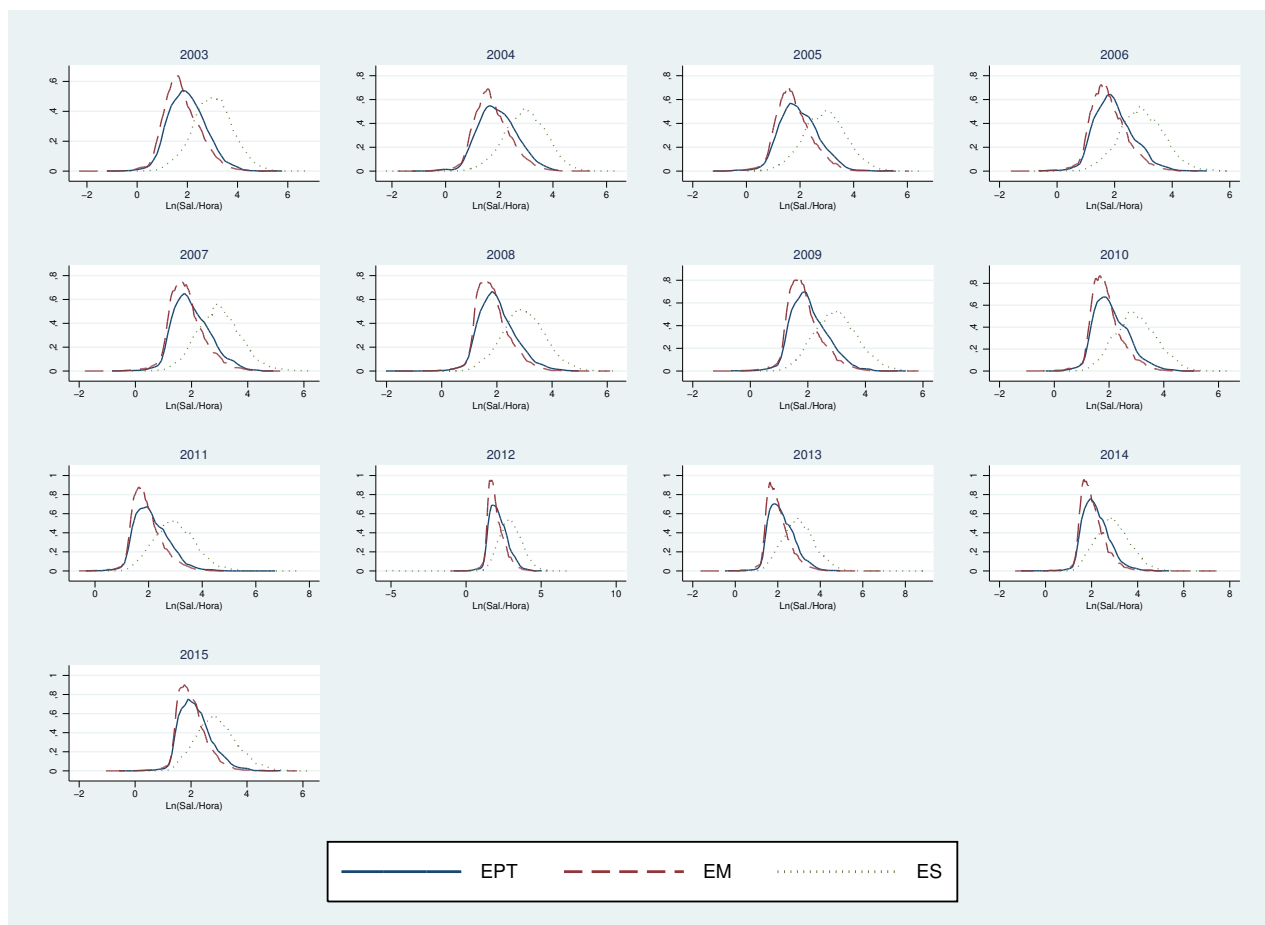 2003
2004
2005
2006
0 ,2 ,4 ,6
0 ,2 ,4 ,6 ,8
0 ,2 ,4 ,6 ,8
0 ,2 ,4 ,6 ,8
−2 0 2 4 6
−2 0 2 4 6
−2 0 2 4 6
−2 0 2 4 6
Ln(Sal./Hora)
Ln(Sal./Hora)
Ln(Sal./Hora)
Ln(Sal./Hora)
2007
2008
2009
2010
0 ,2 ,4 ,6 ,8
0 ,2 ,4 ,6 ,8
0 ,2 ,4 ,6 ,8
0 ,2 ,4 ,6 ,8
−2 0 2 4 6
−2 0 2 4 6
−2 0 2 4 6
−2 0 2 4 6
Ln(Sal./Hora)
Ln(Sal./Hora)
Ln(Sal./Hora)
Ln(Sal./Hora)
2011
2012
2013
2014
0 ,2 ,4 ,6 ,8 1
0 ,2 ,4 ,6 ,8 1
0 ,2 ,4 ,6 ,8 1
0 ,2 ,4 ,6 ,8 1
0 2 4 6 8
−5 0 5 10
−2 0 2 4 6 8
−2 0 2 4 6 8
Ln(Sal./Hora)
Ln(Sal./Hora)
Ln(Sal./Hora)
Ln(Sal./Hora)
2015
0 ,2 ,4 ,6 ,8 1
−2 0 2 4 6
Ln(Sal./Hora)
EPT EM ES